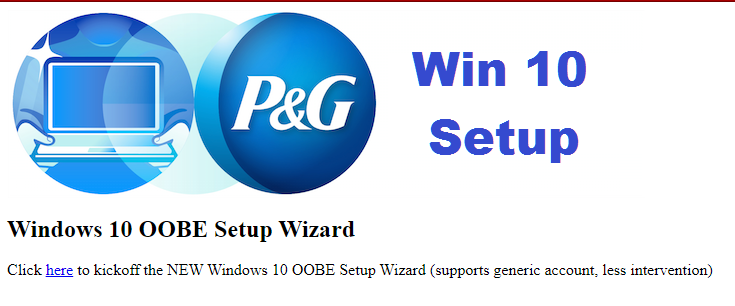 P&G
Win 10
Setup
Windows 10 OOBE Setup Wizard
Click here to kickoff the NEW Windows 10 OOBE Setup Wizard (supports generic account, less intervention)